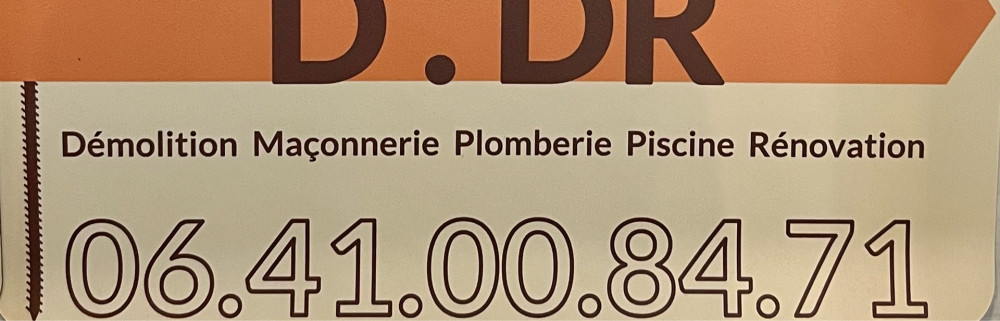 D.DR
Démolition Maçonnerie Plomberie Piscine Rénovation
06.41.00.84.71